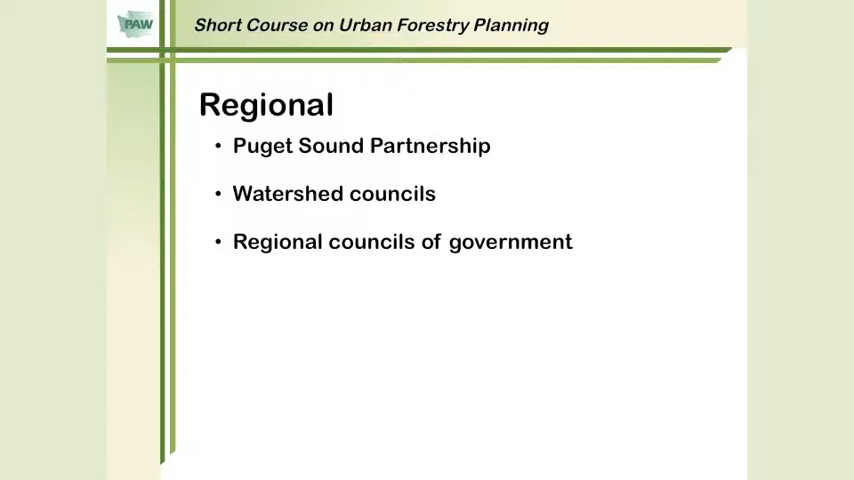 PAW
Short Course on Urban Forestry Planning
Regional
• Puget Sound Partnership
• Watershed councils
• Regional councils of government